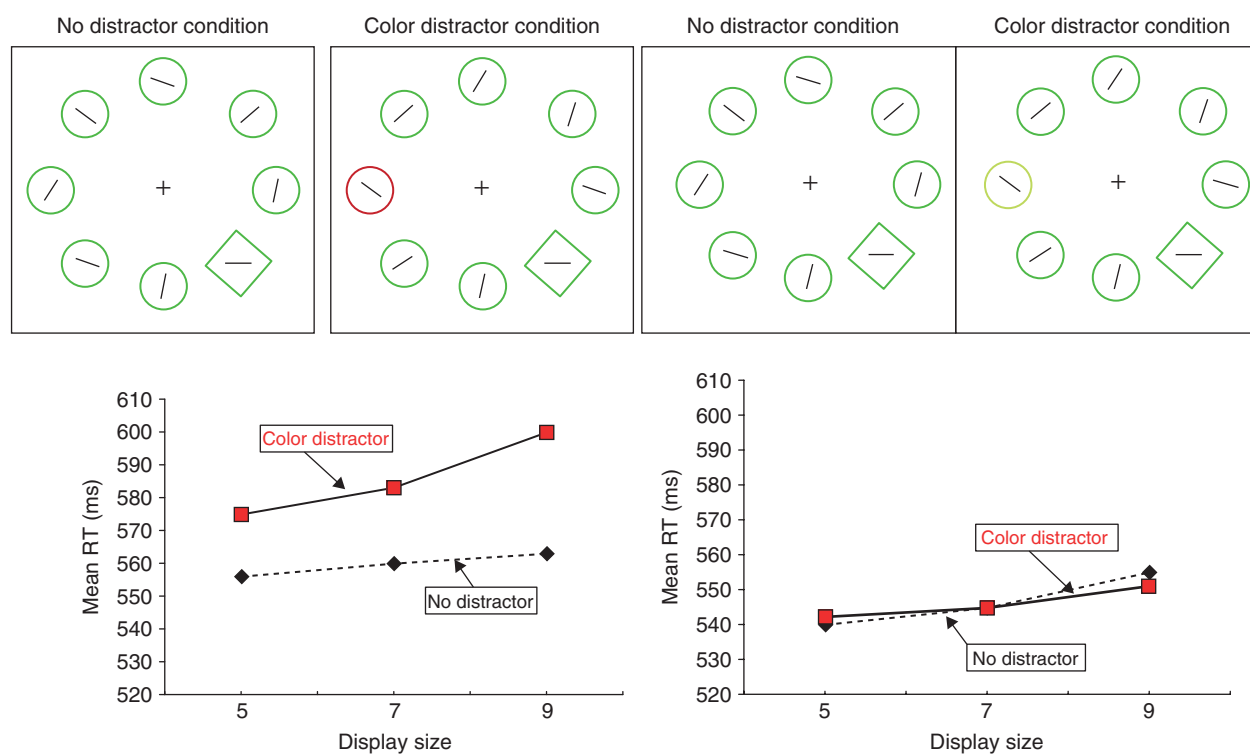 No distractor condition
Color distractor condition
No distractor condition
Color distractor condition
610
600
590
580
570
560
550
540
530
520
Mean RT (ms)
Color distractor
No distractor
5
7
9
Display size
610
600
590
580
570
560
550
540
530
520
Mean RT (ms)
Color distractor
No distractor
5
7
9
Display size